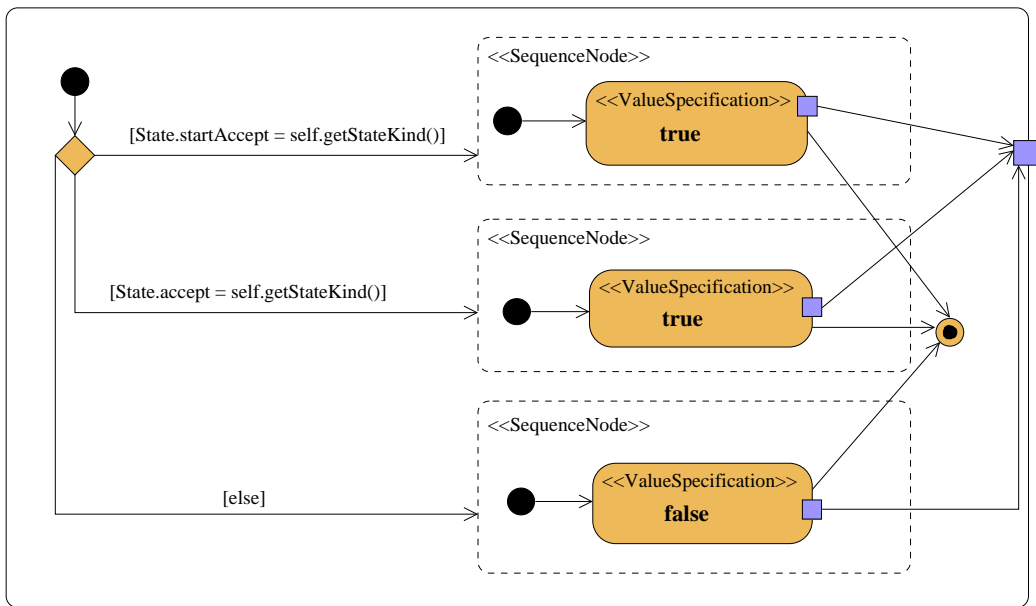 <<SequenceNode>>
<<ValueSpecification>>
true
[State.startAccept = self.getStateKind()]
<<SequenceNode>>
<<ValueSpecification>>
true
[State.accept = self.getStateKind()]
<<SequenceNode>>
<<ValueSpecification>>
false
[else]